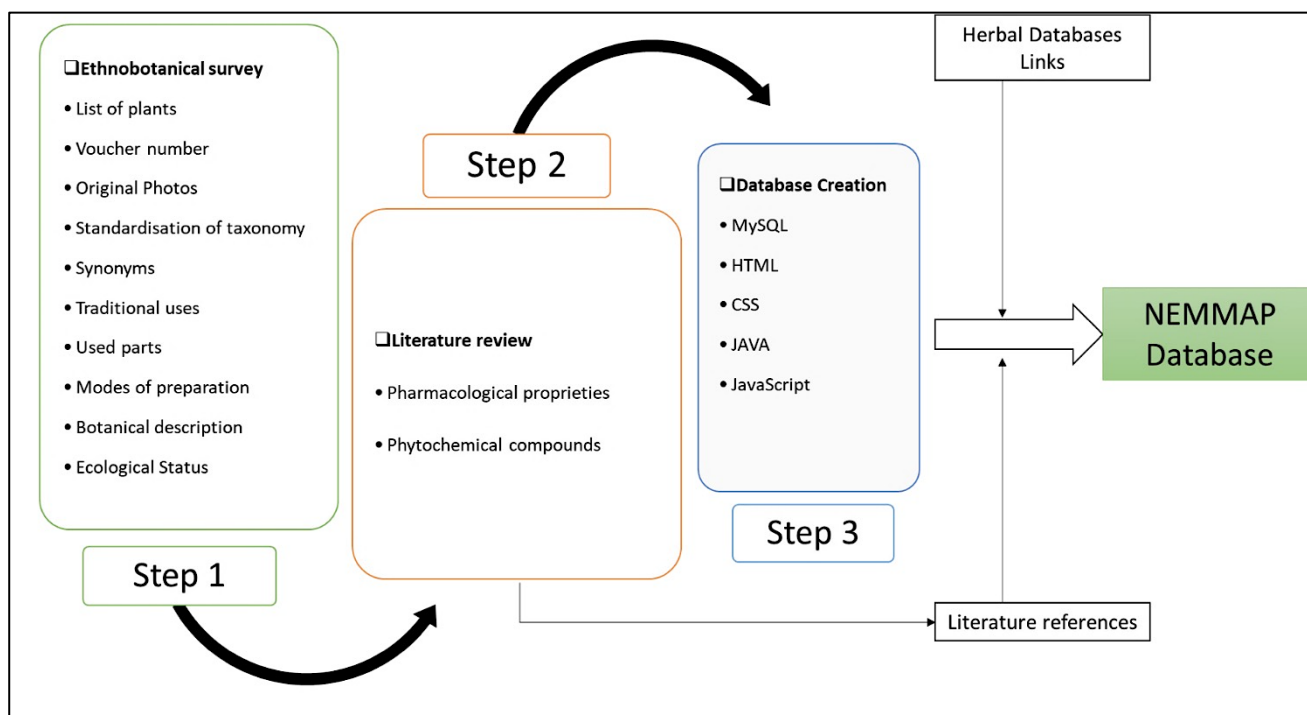 ❑Ethnobotanical survey
• List of plants
• Voucher number
• Original Photos
• Standardisation of taxonomy
• Synonyms
• Traditional uses
• Used parts
• Modes of preparation
• Botanical description
• Ecological Status
Step 1
Step 2
❑Literature review
• Pharmacological proprieties
• Phytochemical compounds
❑Database Creation
• MySQL
• HTML
• CSS
• JAVA
• JavaScript
Step 3
Herbal Databases
Links
NEMMAP
Database
Literature references